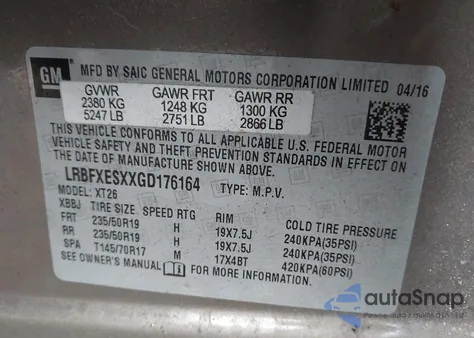 GM
MFD BY SAIC GENERAL MOTORS CORPORATION LIMITED 04/16
GVWR GAWR FRT GAWR RR
2380 KG 1248 KG 1300 KG
5247 LB 2751 LB 2866 LB
THIS VEHICLE CONFORMS TO ALL APPLICABLE U.S. FEDERAL MOTOR
VEHICLE SAFETY AND THEFT PREVENTION STANDARDS IN EFFECT ON
THE DATE OF MANUFACTURE SHOWN ABOVE.
LRBFXESXXGD176164 TYPE: M.P.V.
MODEL: XT26
XBBJ TIRE SIZE SPEED RTG RIM COLD TIRE PRESSURE
FRT 235/50R19 H 19X7.5J 240KPA(35PSI)
RR 235/50R19 H 19X7.5J 240KPA(35PSI)
SPA T145/70R17 M 17X4BT 420KPA(60PSI)
SEE OWNER'S MANUAL
autoSnap